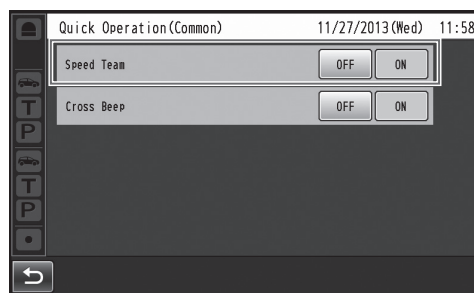 Quick Operation(Common) 11/27/2013(Wed) 11:58
Speed Team OFF ON
Cross Beep OFF ON
T
P
T
P